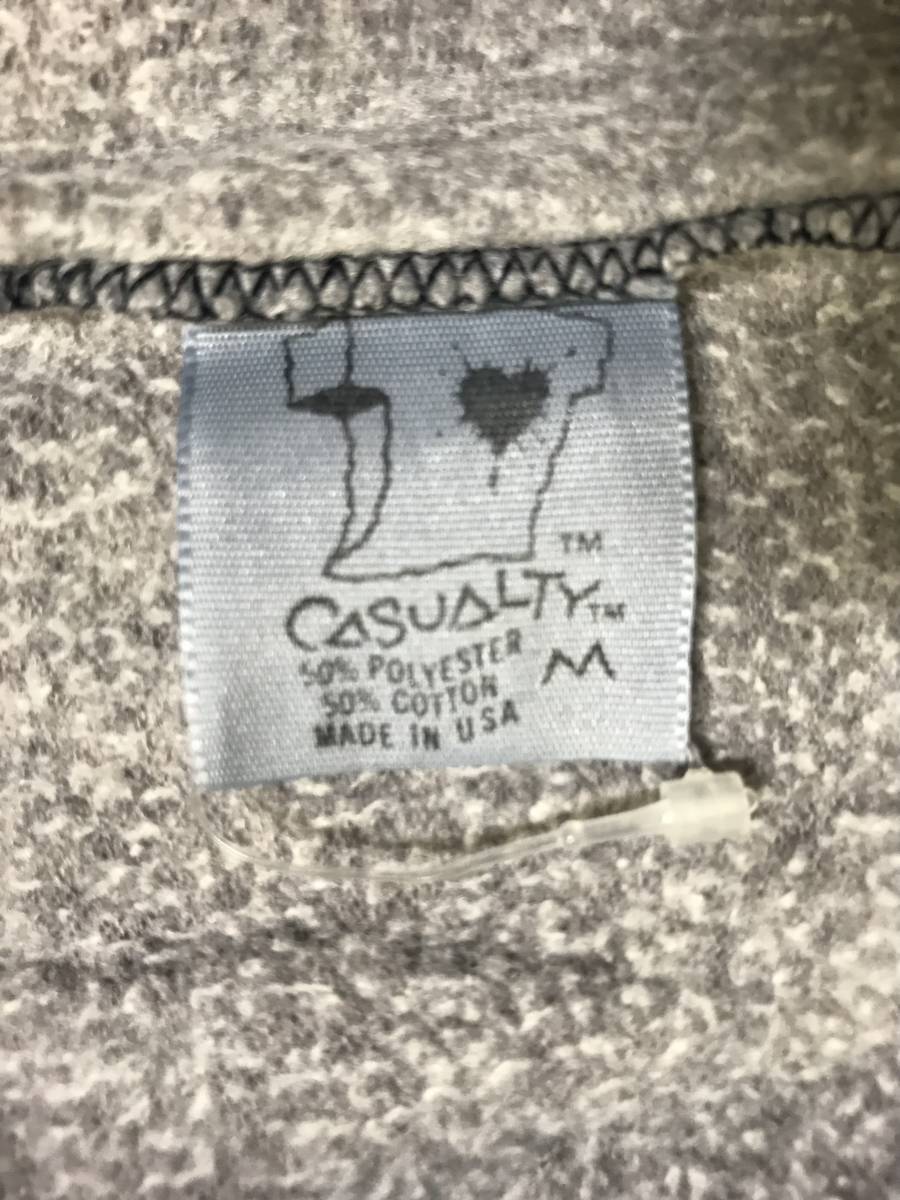 TM
CASUALTY TM
50% POLYESTER
M
50% COTTON
MADE IN USA